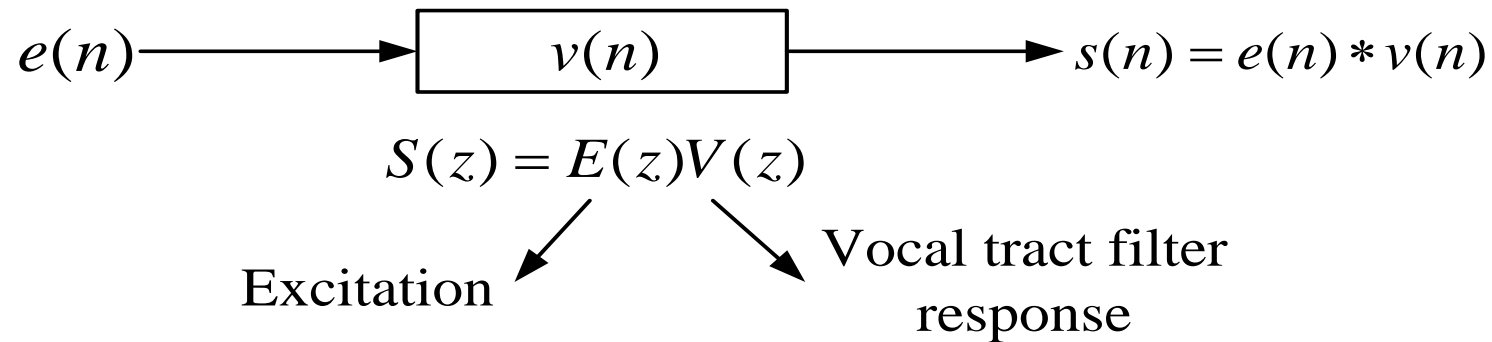 e(n) v(n) s(n) = e(n) * v(n)
S(z) = E(z)V(z)
Excitation
Vocal tract filter
response